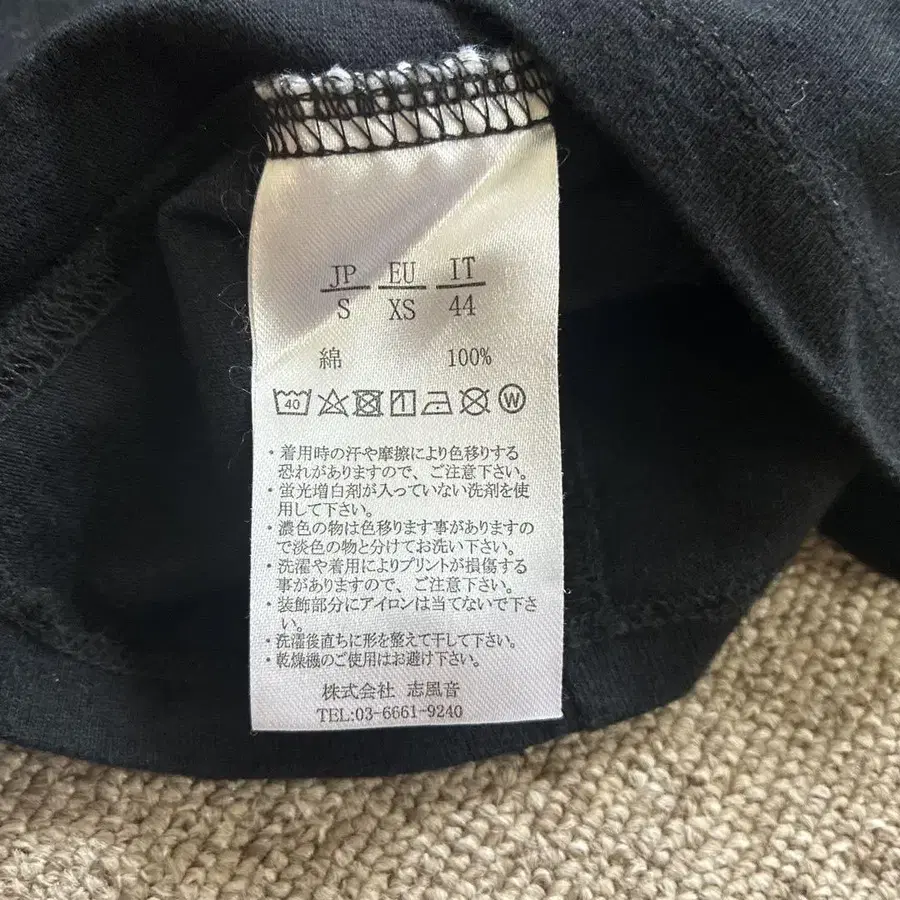 JP EU IT
S XS 44
綿 100%
40 1 W
・着用時の汗や摩擦により色移りする
恐れがありますので、ご注意下さい。
・蛍光増白剤が入っていない洗剤を使
用して下さい。
・濃色の物は色移りします事がありますの
で淡色の物と分けてお洗い下さい。
・洗濯や着用によりプリントが損傷する
事がありますので、ご注意下さい。
・装飾部分にアイロンは当てないで下さ
い。
・洗濯後直ちに形を整えて干して下さい。
・乾燥機のご使用はお避け下さい。
株式会社 志風音
TEL:03-6661-9240